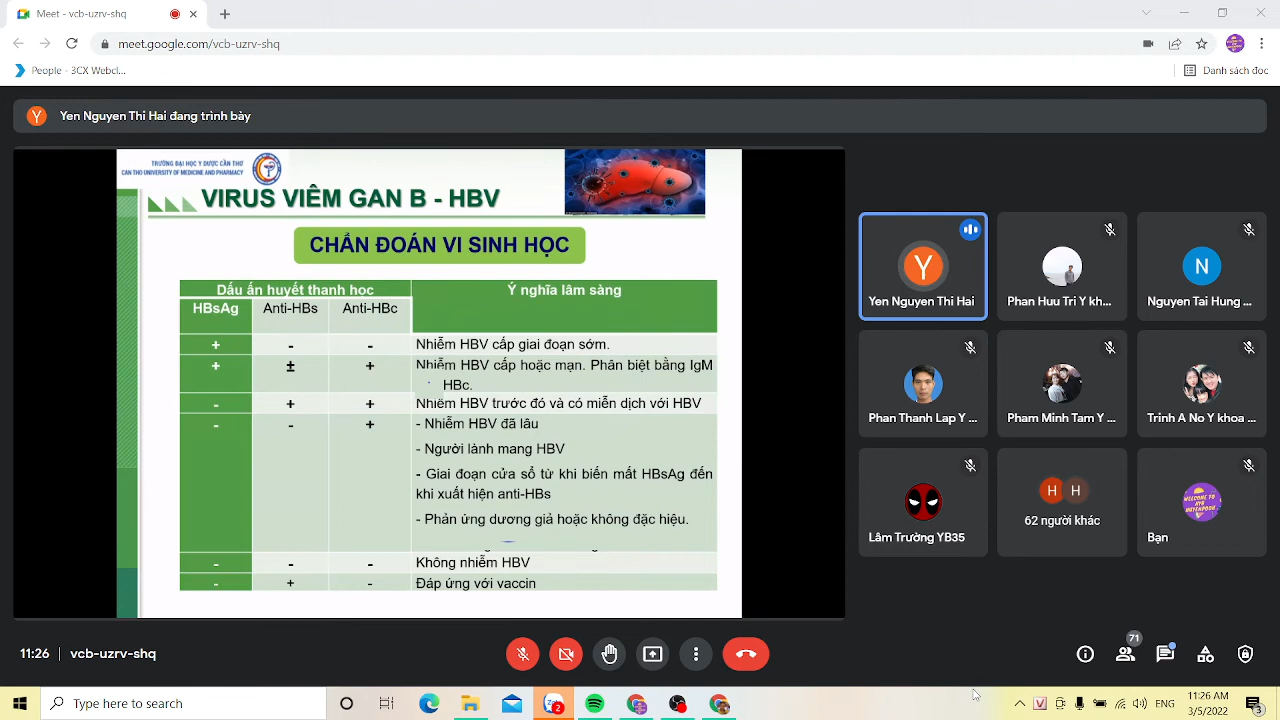 Meet - vcb-uzrv-shq
meet.google.com/vcb-uzrv-shq
People - 3CX Webcl...
Danh sách đọc
Y
Yen Nguyen Thi Hai đang trình bày
TRƯỜNG ĐẠI HỌC Y DƯỢC CẦN THƠ
CAN THO UNIVERSITY OF MEDICINE AND PHARMACY
VIRUS VIÊM GAN B - HBV
CHẨN ĐOÁN VI SINH HỌC
Dấu ấn huyết thanh học
Ý nghĩa lâm sàng
HBsAg Anti-HBs Anti-HBc
+ - - Nhiễm HBV cấp giai đoạn sớm.
+ ± + Nhiễm HBV cấp hoặc mạn. Phân biệt bằng IgM
HBc.
- + + Nhiễm HBV trước đó và có miễn dịch với HBV
- - + - Nhiễm HBV đã lâu
- Người lành mang HBV
- Giai đoạn cửa sổ từ khi biến mất HBsAg đến
khi xuất hiện anti-HBs
- Phản ứng dương giả hoặc không đặc hiệu.
- - - Không nhiễm HBV
- + - Đáp ứng với vaccin
Y
Yen Nguyen Thi Hai
Phan Huu Tri Y kh...
N
Nguyen Tai Hung ...
Phan Thanh Lap Y ...
Pham Minh Tam Y ...
Trinh A No Y khoa ...
Lâm Trường YB35
H H
62 người khác
WELCOME TO
Bạn
11:26 vcb-uzrv-shq
71
Type here to search
2
11:26 AM
3/5/2022
3